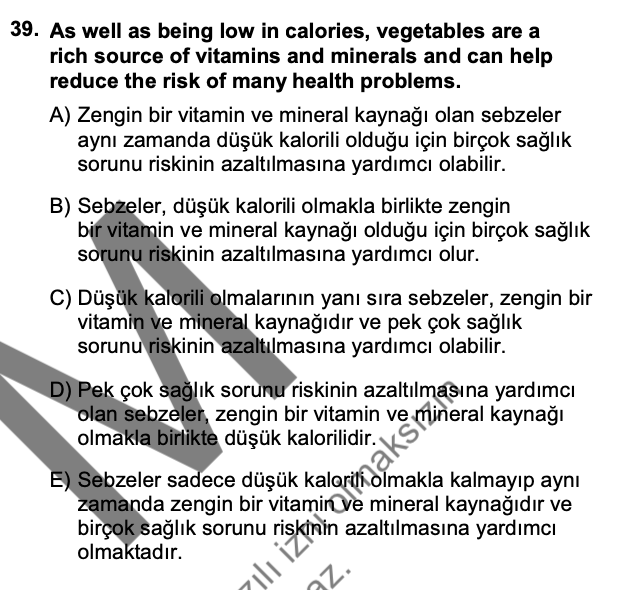 39. As well as being low in calories, vegetables are a
rich source of vitamins and minerals and can help
reduce the risk of many health problems.
A) Zengin bir vitamin ve mineral kaynağı olan sebzeler
aynı zamanda düşük kalorili olduğu için birçok sağlık
sorunu riskinin azaltılmasına yardımcı olabilir.
B) Sebzeler, düşük kalorili olmakla birlikte zengin
bir vitamin ve mineral kaynağı olduğu için birçok sağlık
sorunu riskinin azaltılmasına yardımcı olur.
C) Düşük kalorili olmalarının yanı sıra sebzeler, zengin bir
vitamin ve mineral kaynağıdır ve pek çok sağlık
sorunu riskinin azaltılmasına yardımcı olabilir.
D) Pek çok sağlık sorunu riskinin azaltılmasına yardımcı
olan sebzeler, zengin bir vitamin ve mineral kaynağı
olmakla birlikte düşük kalorilidir.
E) Sebzeler sadece düşük kalorili olmakla kalmayıp aynı
zamanda zengin bir vitamin ve mineral kaynağıdır ve
birçok sağlık sorunu riskinin azaltılmasına yardımcı
olmaktadır.
M
izni olmaksızın